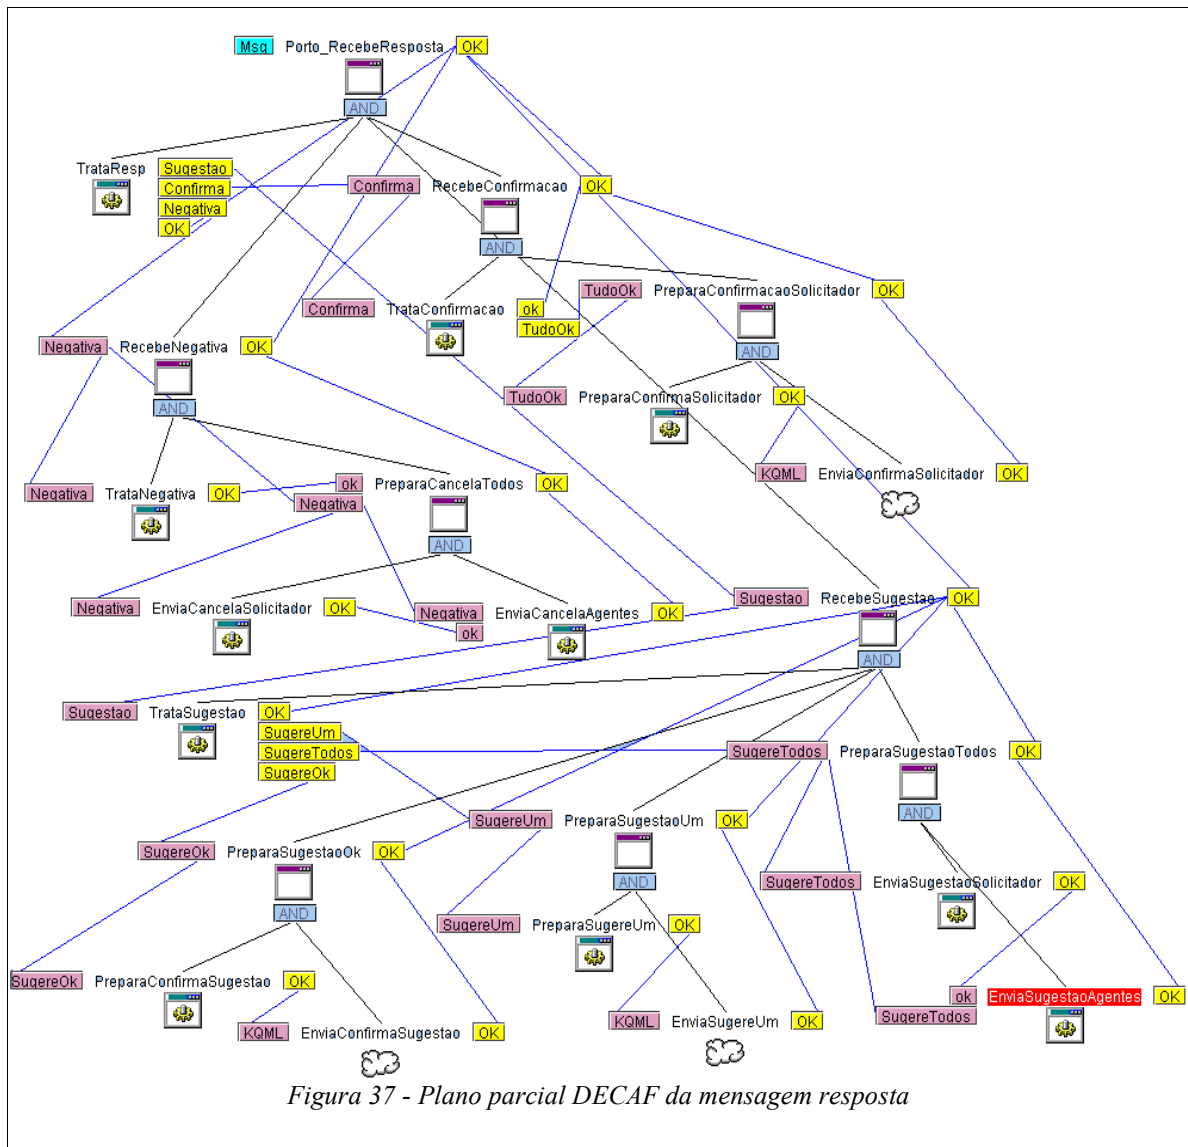 Msg Porto_RecebeResposta OK
AND
TrataResp Sugestao
Confirma
Negativa
OK
Confirma RecebeConfirmacao OK
AND
Confirma TrataConfirmacao ok
TudoOk
TudoOk PreparaConfirmacaoSolicitador OK
AND
Negativa RecebeNegativa OK
AND
TudoOk PreparaConfirmaSolicitador OK
KQML EnviaConfirmaSolicitador OK
Negativa TrataNegativa OK
ok PreparaCancelaTodos OK
Negativa
AND
Negativa EnviaCancelaSolicitador OK
Negativa EnviaCancelaAgentes OK
ok
Sugestao RecebeSugestao OK
AND
Sugestao TrataSugestao OK
SugereUm
SugereTodos
SugereOk
SugereTodos PreparaSugestaoTodos OK
AND
SugereUm PreparaSugestaoUm OK
AND
SugereOk PreparaSugestaoOk OK
AND
SugereTodos EnviaSugestaoSolicitador OK
SugereUm PreparaSugereUm OK
SugereOk PreparaConfirmaSugestao OK
ok EnviaSugestaoAgentes OK
SugereTodos
KQML EnviaConfirmaSugestao OK
KQML EnviaSugereUm OK
Figura 37 - Plano parcial DECAF da mensagem resposta